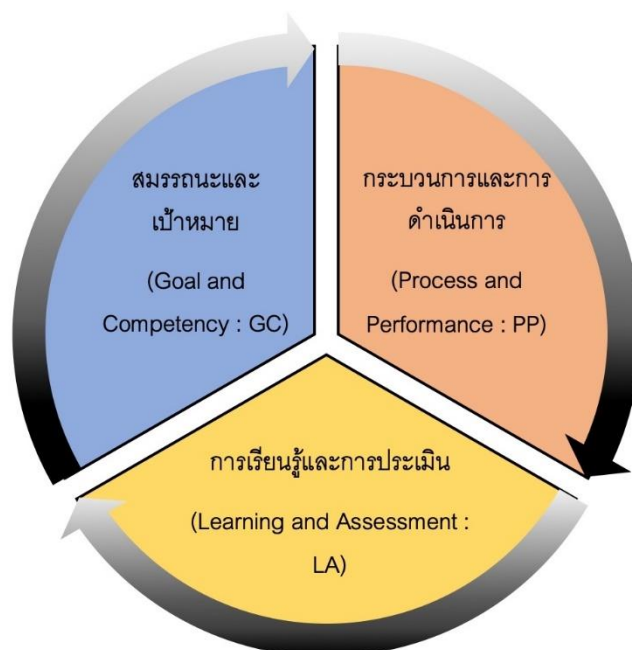 สมรรถนะและ
เป้าหมาย
(Goal and
Competency : GC)
กระบวนการและการ
ดำเนินการ
(Process and
Performance : PP)
การเรียนรู้และการประเมิน
(Learning and Assessment :
LA)